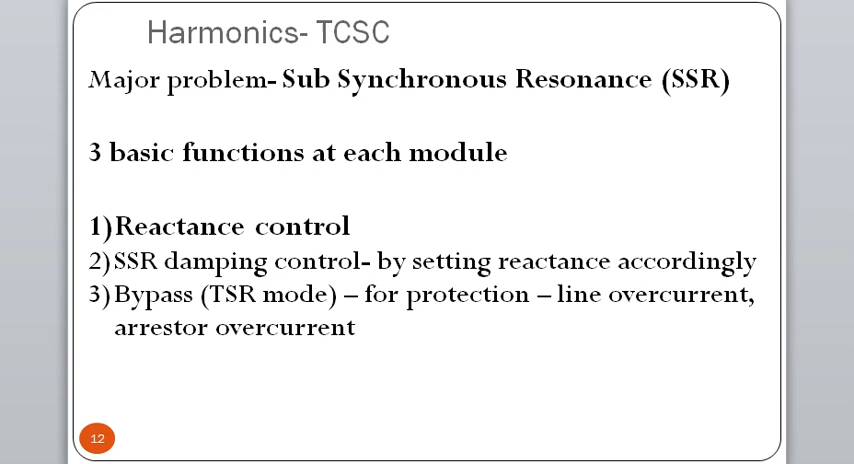 Harmonics- TCSC
Major problem- Sub Synchronous Resonance (SSR)
3 basic functions at each module
1)Reactance control
2)SSR damping control- by setting reactance accordingly
3)Bypass (TSR mode) – for protection – line overcurrent,
arrestor overcurrent
12